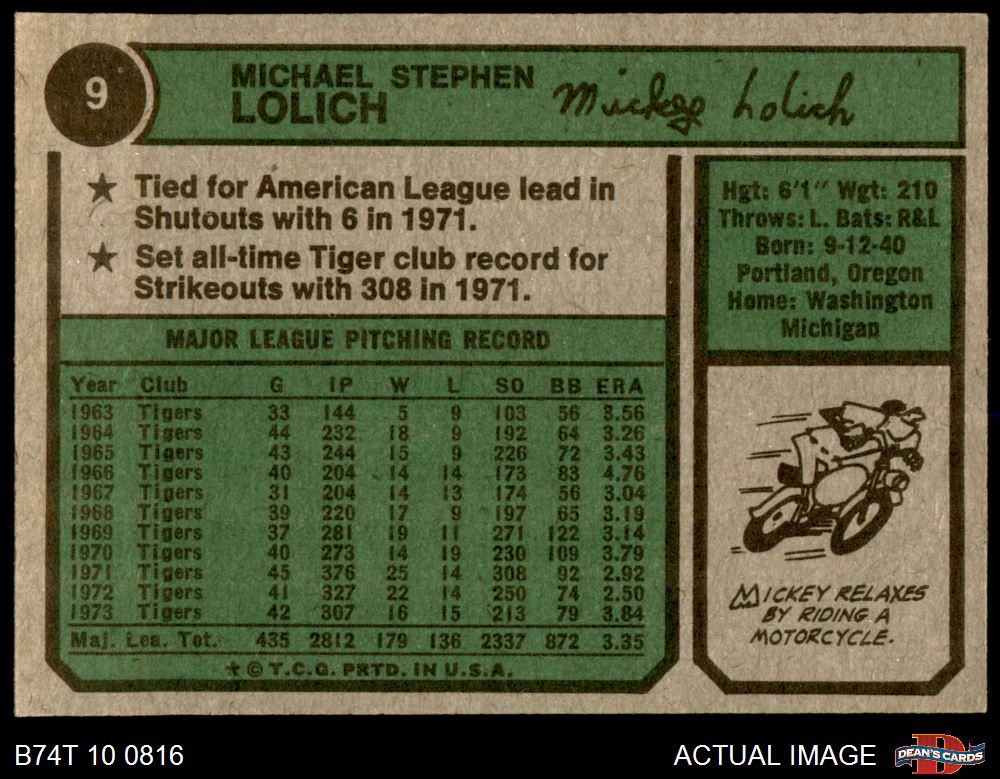 9
MICHAEL STEPHEN
LOLICH
Mickey Lolich
★ Tied for American League lead in
Shutouts with 6 in 1971.
★ Set all-time Tiger club record for
Strikeouts with 308 in 1971.
Hgt: 6'1" Wgt: 210
Throws: L. Bats: R&L
Born: 9-12-40
Portland, Oregon
Home: Washington
Michigan
MAJOR LEAGUE PITCHING RECORD
Year Club G IP W L SO BB ERA
1963 Tigers 33 144 5 9 103 56 3.56
1964 Tigers 44 232 18 9 192 64 3.26
1965 Tigers 43 244 15 9 226 72 3.43
1966 Tigers 40 204 14 14 173 83 4.76
1967 Tigers 31 204 14 13 174 56 3.04
1968 Tigers 39 220 17 9 197 65 3.19
1969 Tigers 37 281 19 11 271 122 3.14
1970 Tigers 40 273 14 19 230 109 3.79
1971 Tigers 45 376 25 14 308 92 2.92
1972 Tigers 41 327 22 14 250 74 2.50
1973 Tigers 42 307 16 15 213 79 3.84
Maj. Lea. Tot. 435 2812 179 136 2337 872 3.35
★ © T.C.G. PRTD. IN U.S.A.
MICKEY RELAXES
BY RIDING A
MOTORCYCLE.
B74T 10 0816
ACTUAL IMAGE
D
DEAN'S CARDS